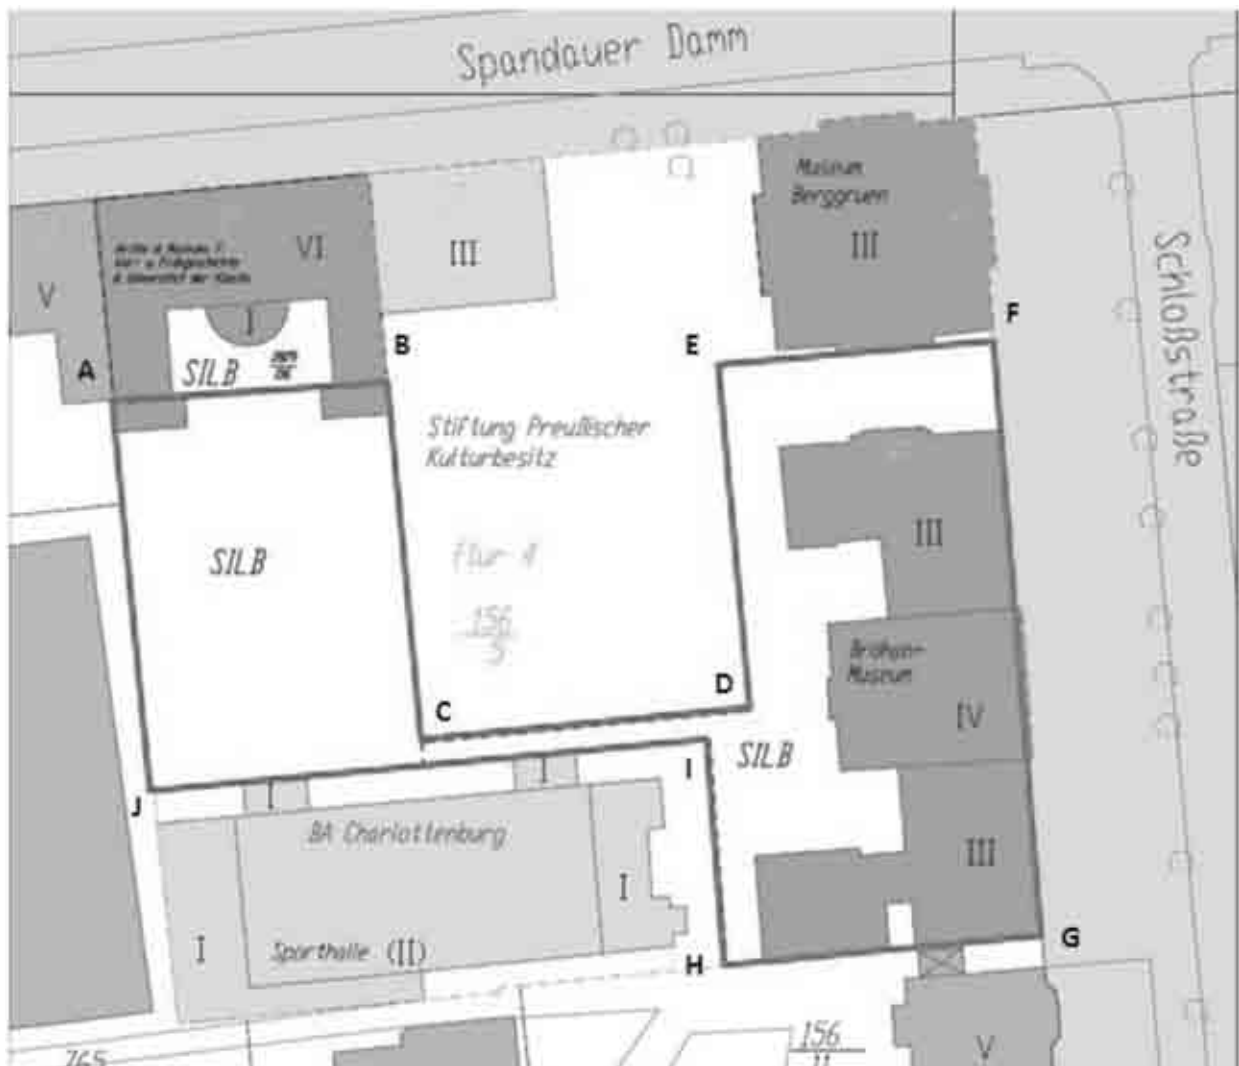 Spandauer Damm
Museum
Berggruen
III
VI
III
V
I
SILB
A
B
E
F
Schloßstraße
Stiftung Preußischer
Kulturbesitz
SILB
flur 4
156
III
Bröhan-
Museum
IV
C
D
SILB
I
J
I
I
BA Charlottenburg
I
III
I
Sporthalle (II)
G
H
156
V
765